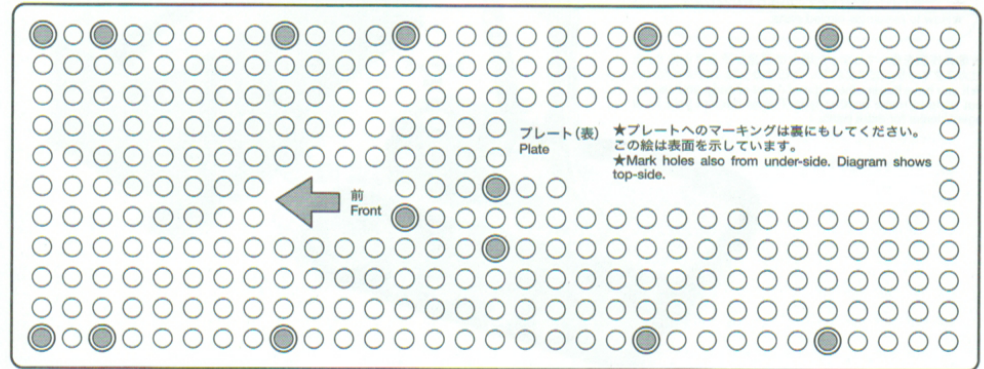 プレート(表)
Plate
★プレートへのマーキングは裏にもしてください。
この絵は表面を示しています。
★Mark holes also from under-side. Diagram shows
top-side.
前
Front